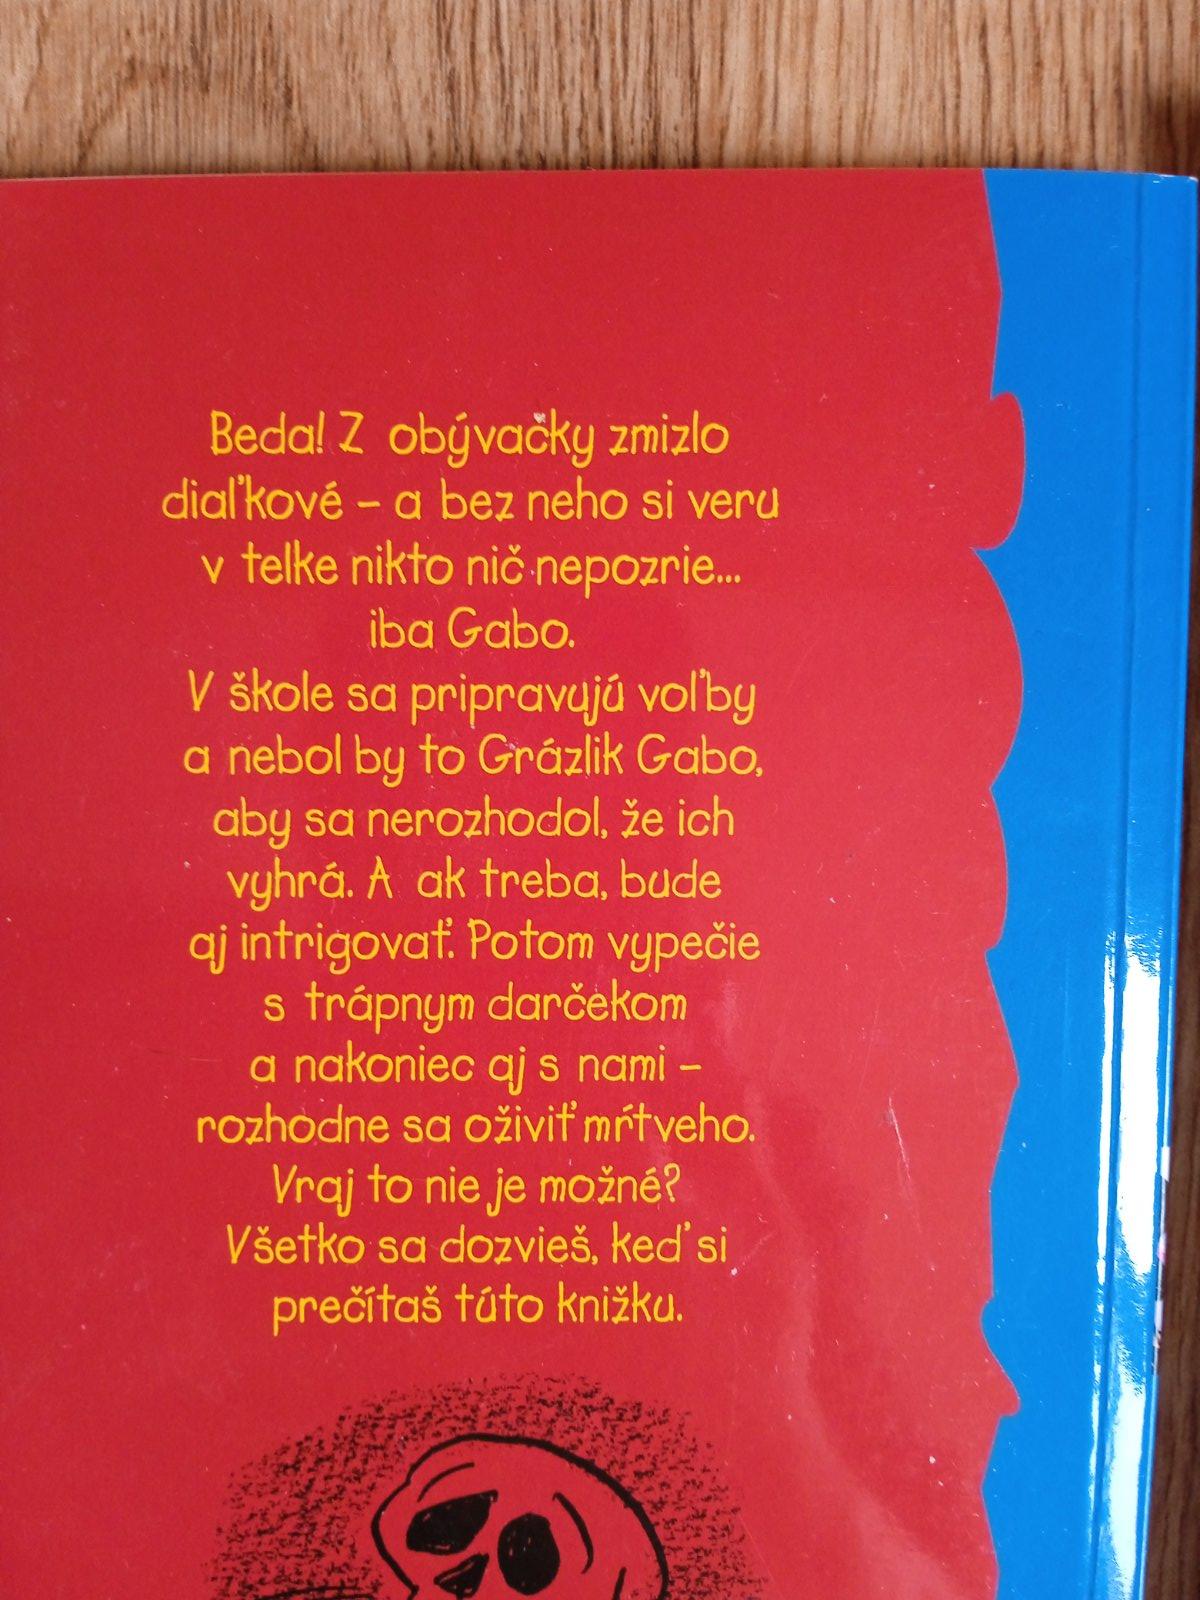 Beda! Z obývačky zmizlo
diaľkové – a bez neho si veru
v telke nikto nič nepozrie...
iba Gabo.
V škole sa pripravujú voľby
a nebol by to Grázlik Gabo,
aby sa nerozhodol, že ich
vyhrá. A ak treba, bude
aj intrigovať. Potom vypečie
s trápnym darčekom
a nakoniec aj s nami –
rozhodne sa oživiť mŕtveho.
Vraj to nie je možné?
Všetko sa dozvieš, keď si
prečítaš túto knižku.